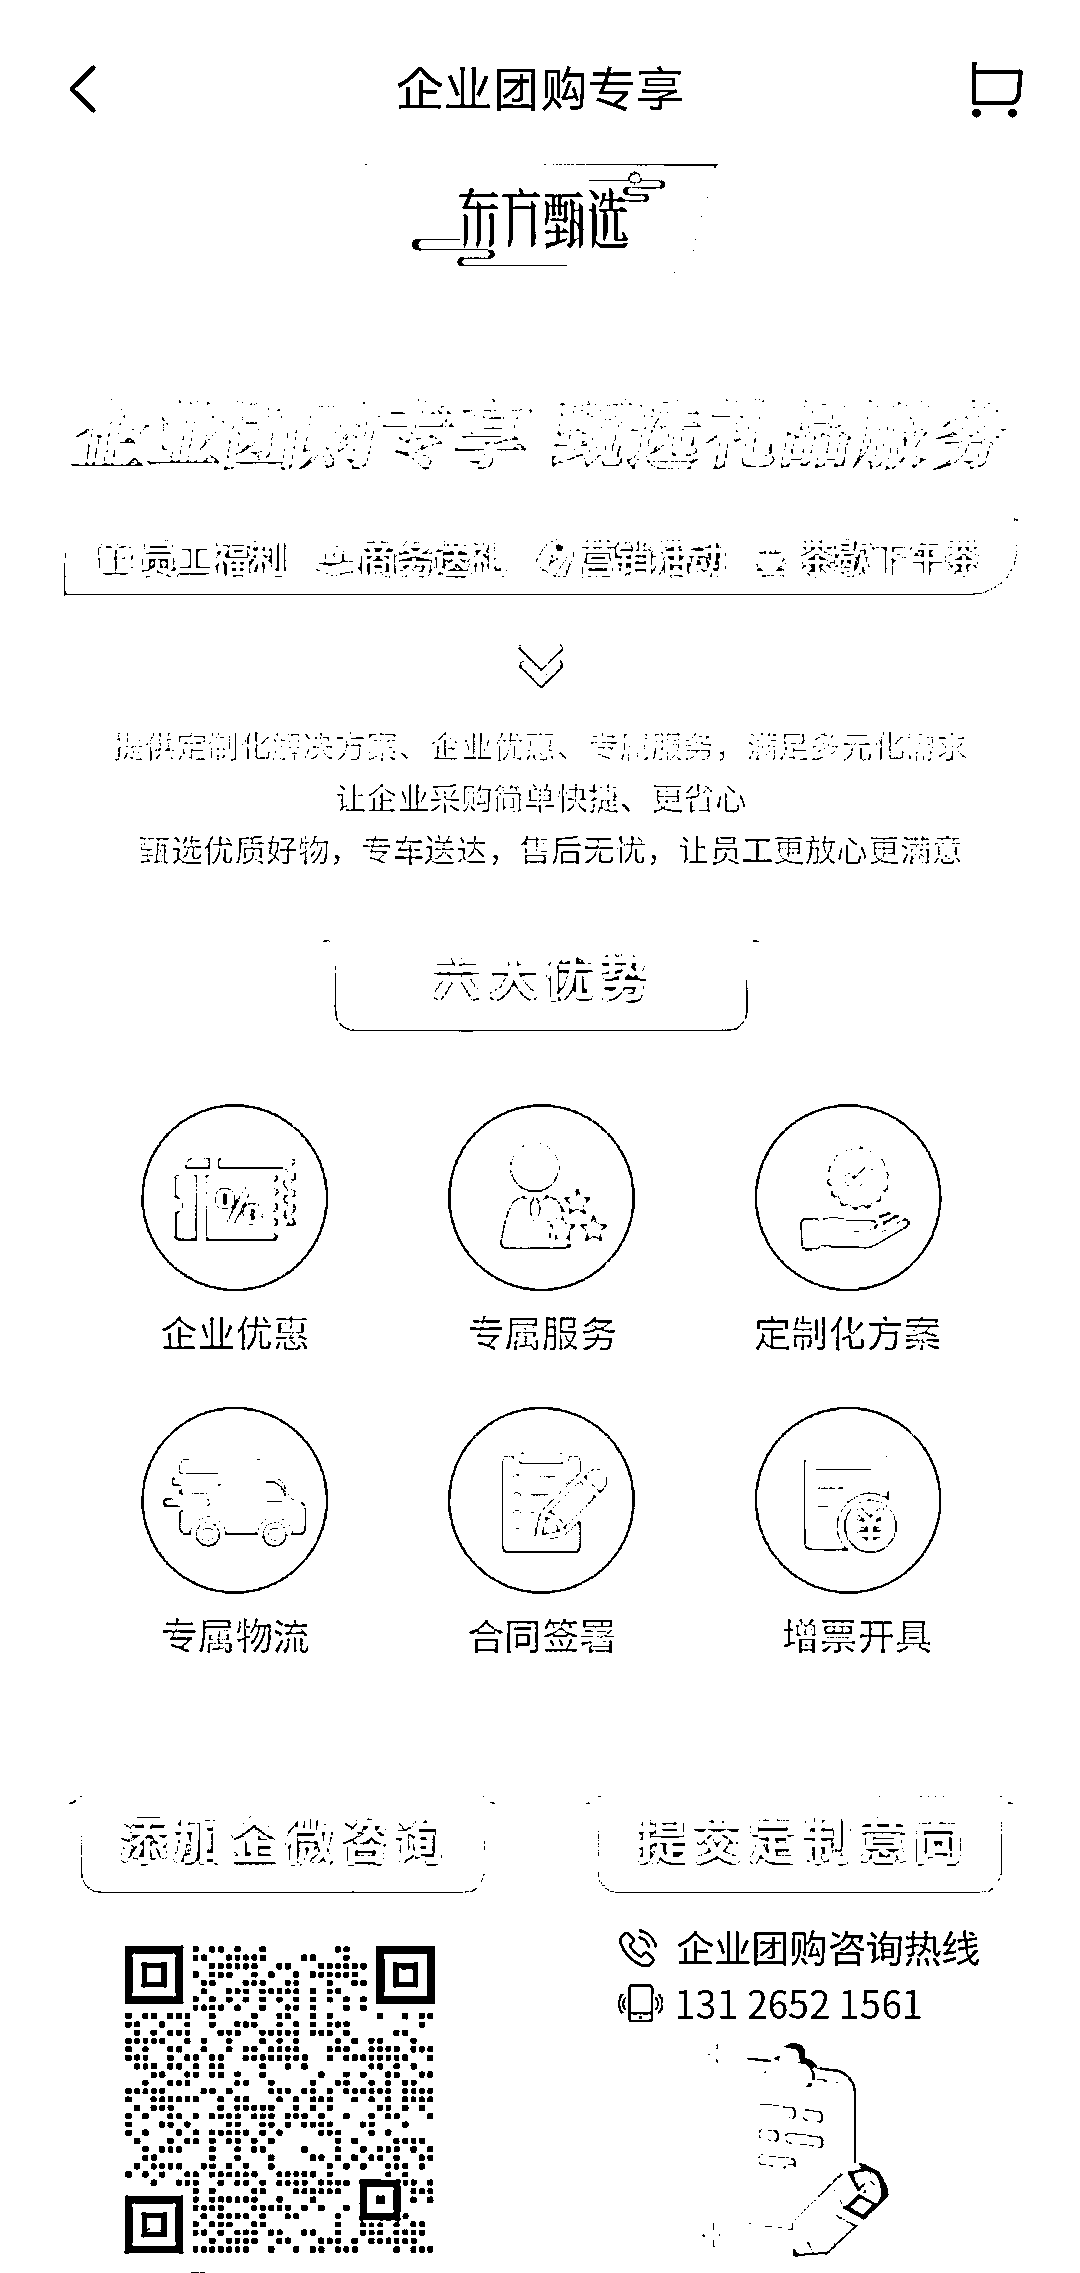 企业团购专享
东方甄选
企业团购专享 甄选礼品服务
员工福利 商务送礼 营销活动 茶歇下午茶
提供定制化解决方案、企业优惠、专属服务，满足多元化需求
让企业采购简单快捷、更省心
甄选优质好物，专车送达，售后无忧，让员工更放心更满意
六大优势
企业优惠 专属服务 定制化方案
专属物流 合同签署 增票开具
添加企微咨询 提交定制意向
企业团购咨询热线
131 2652 1561